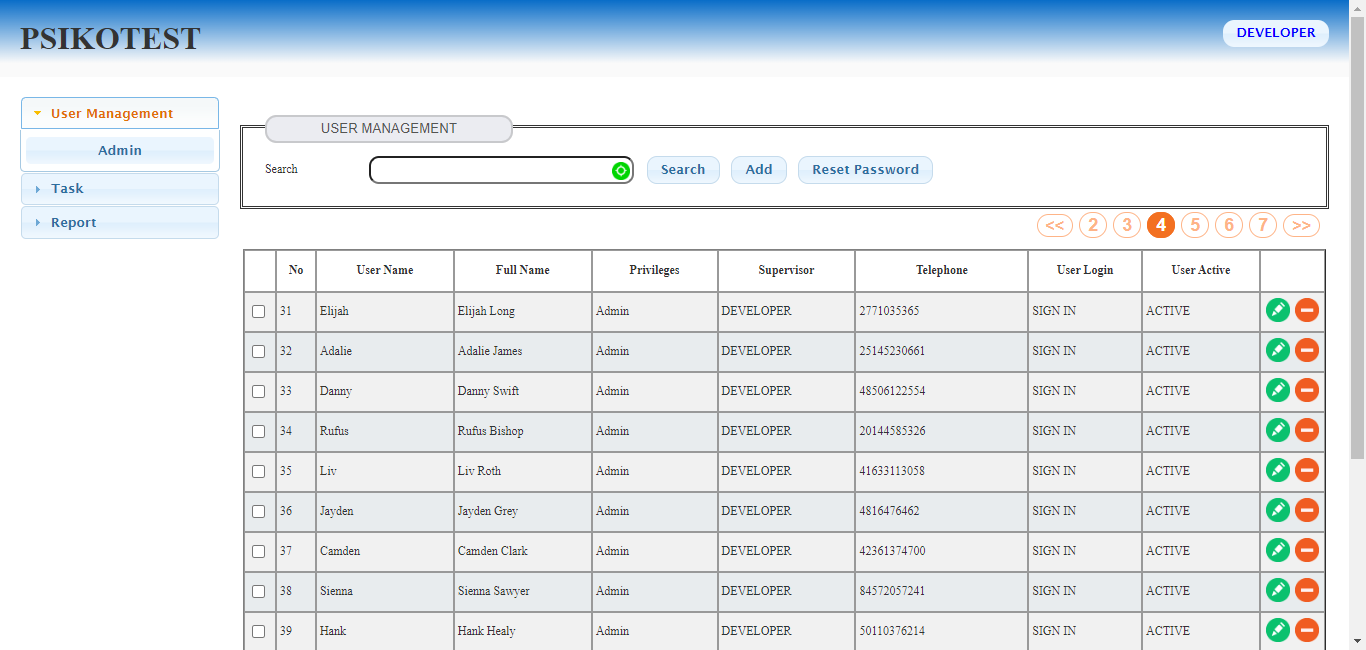 PSIKOTEST
DEVELOPER
User Management
Admin
Task
Report
USER MANAGEMENT
Search Search Add Reset Password
<< 2 3 4 5 6 7 >>
No User Name Full Name Privileges Supervisor Telephone User Login User Active
31 Elijah Elijah Long Admin DEVELOPER 2771035365 SIGN IN ACTIVE
32 Adalie Adalie James Admin DEVELOPER 25145230661 SIGN IN ACTIVE
33 Danny Danny Swift Admin DEVELOPER 48506122554 SIGN IN ACTIVE
34 Rufus Rufus Bishop Admin DEVELOPER 20144585326 SIGN IN ACTIVE
35 Liv Liv Roth Admin DEVELOPER 41633113058 SIGN IN ACTIVE
36 Jayden Jayden Grey Admin DEVELOPER 4816476462 SIGN IN ACTIVE
37 Camden Camden Clark Admin DEVELOPER 42361374700 SIGN IN ACTIVE
38 Sienna Sienna Sawyer Admin DEVELOPER 84572057241 SIGN IN ACTIVE
39 Hank Hank Healy Admin DEVELOPER 50110376214 SIGN IN ACTIVE